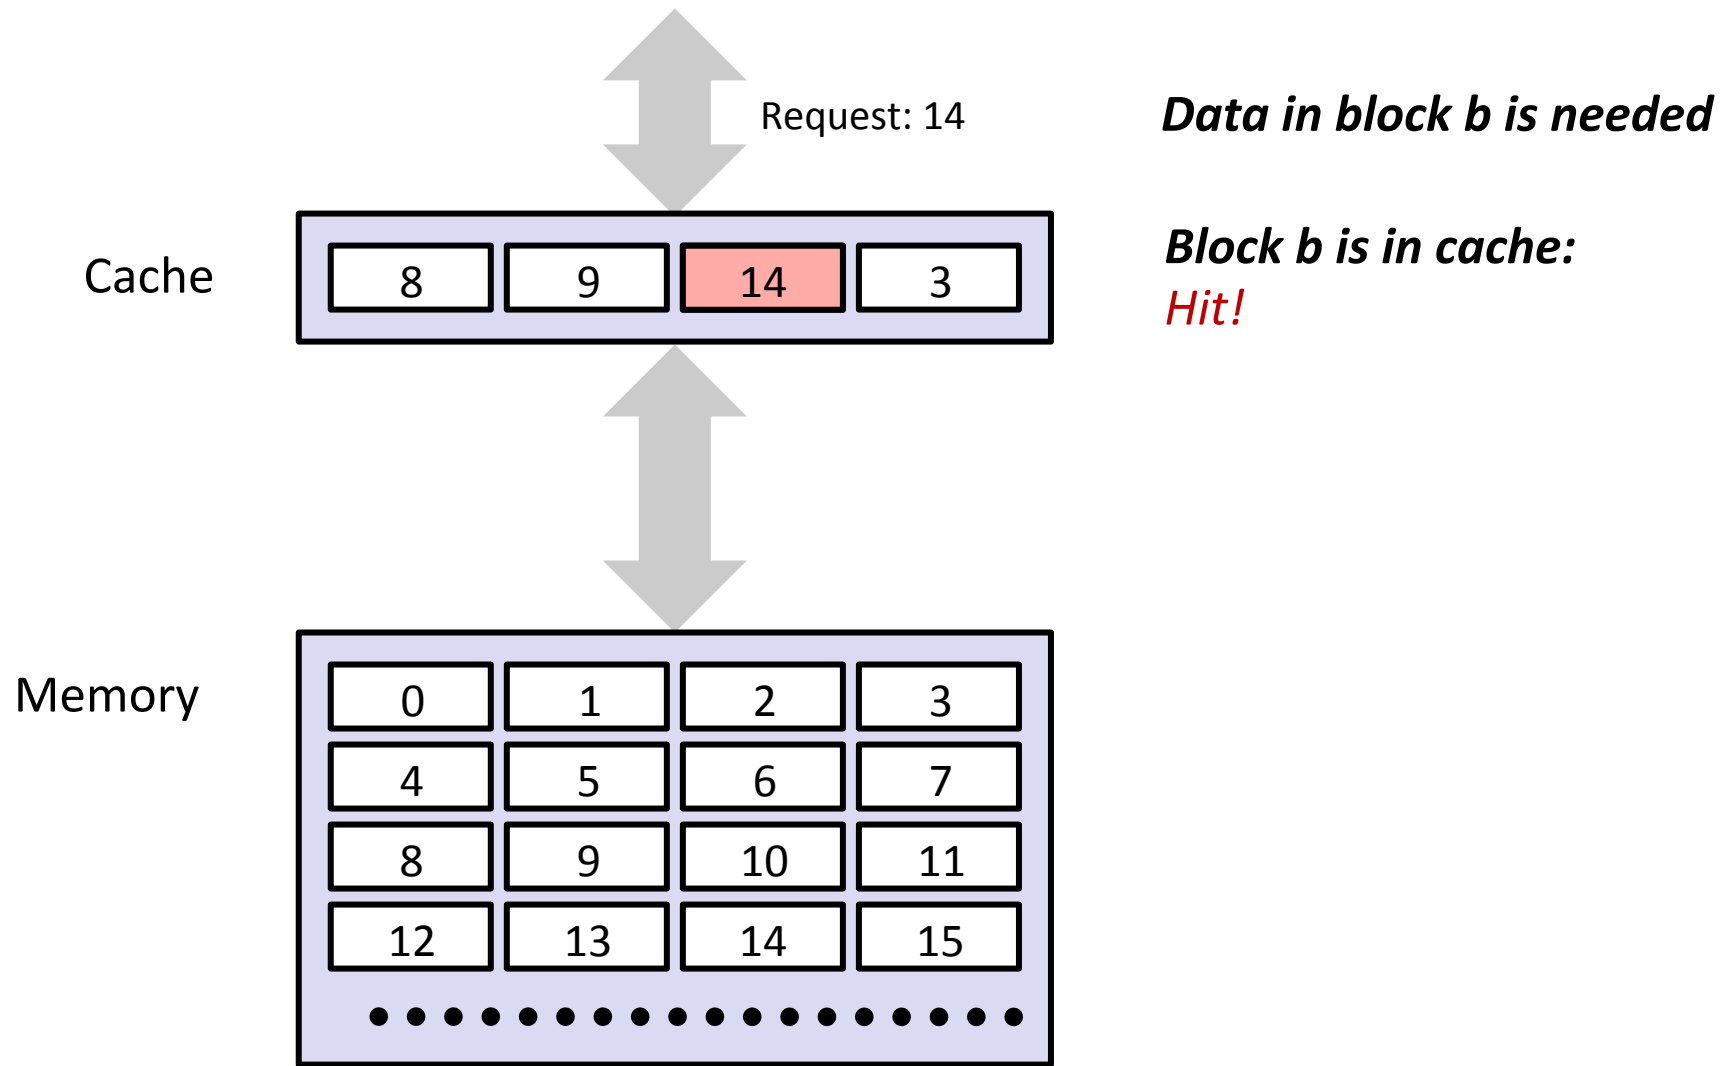 Request: 14
Data in block b is needed
Cache
8 9 14 3
Block b is in cache:
Hit!
Memory
0 1 2 3
4 5 6 7
8 9 10 11
12 13 14 15